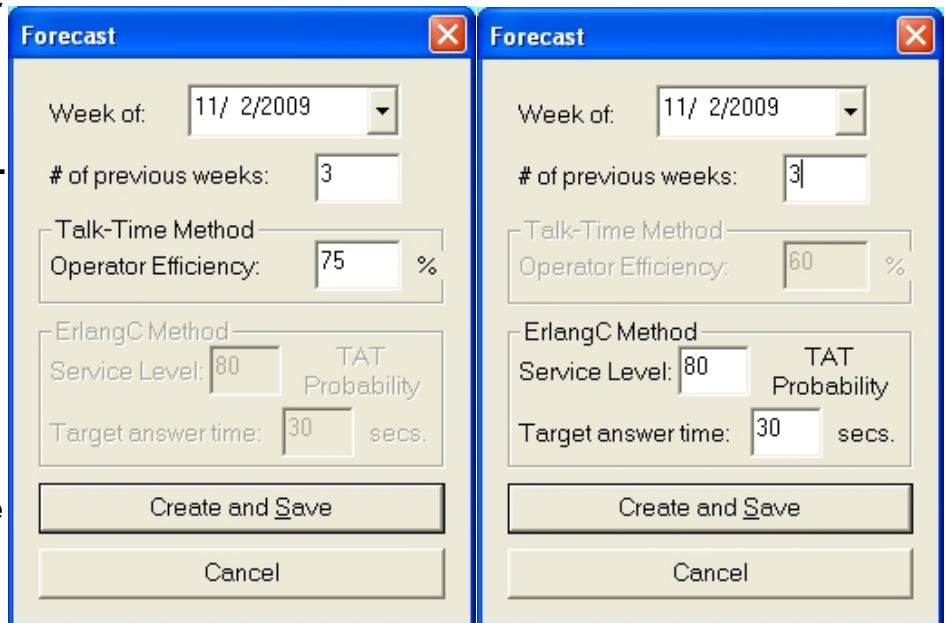 Forecast
Week of: 11/ 2/2009
# of previous weeks: 3
Talk-Time Method
Operator Efficiency: 75 %
ErlangC Method
Service Level: 80 TAT Probability
Target answer time: 30 secs.
Create and Save
Cancel
Forecast
Week of: 11/ 2/2009
# of previous weeks: 3
Talk-Time Method
Operator Efficiency: 60 %
ErlangC Method
Service Level: 80 TAT Probability
Target answer time: 30 secs.
Create and Save
Cancel